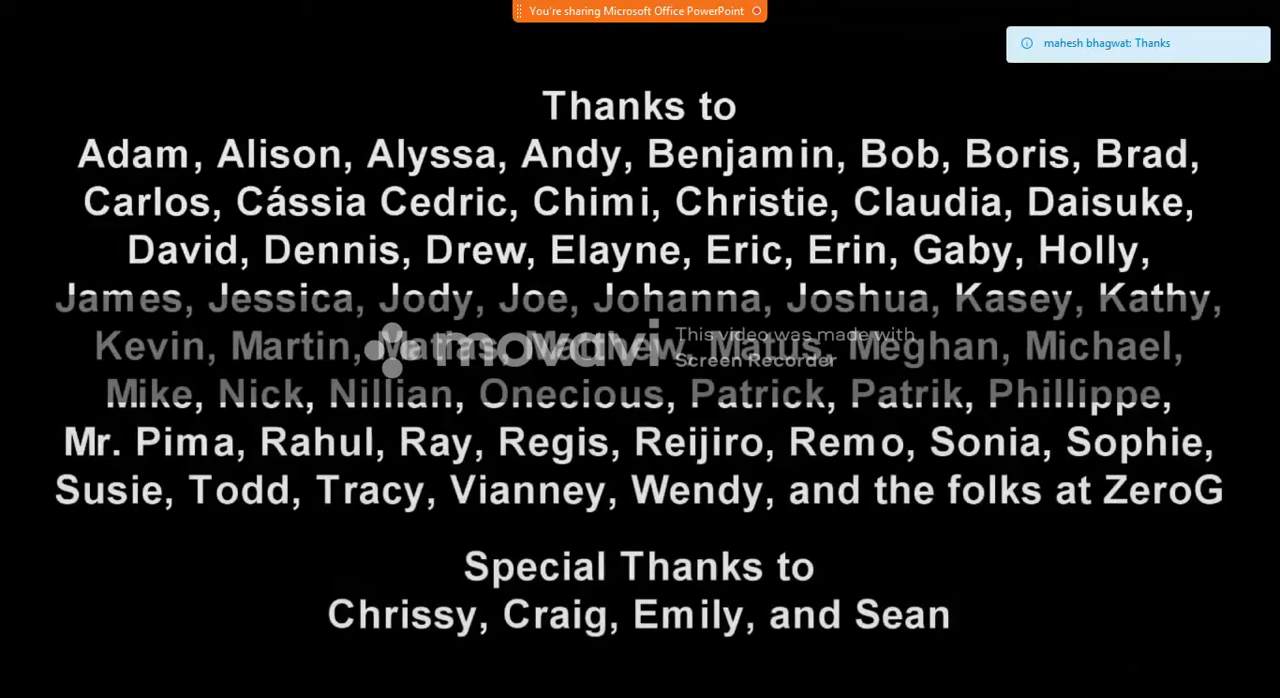 You're sharing Microsoft Office PowerPoint
mahesh bhagwat: Thanks
Thanks to
Adam, Alison, Alyssa, Andy, Benjamin, Bob, Boris, Brad,
Carlos, Cássia Cedric, Chimi, Christie, Claudia, Daisuke,
David, Dennis, Drew, Elayne, Eric, Erin, Gaby, Holly,
James, Jessica, Jody, Joe, Johanna, Joshua, Kasey, Kathy,
Kevin, Martin, Matias, Matthew, Matus, Meghan, Michael,
movavi
This video was made with
Screen Recorder
Mike, Nick, Nillian, Onecious, Patrick, Patrik, Phillippe,
Mr. Pima, Rahul, Ray, Regis, Reijiro, Remo, Sonia, Sophie,
Susie, Todd, Tracy, Vianney, Wendy, and the folks at ZeroG
Special Thanks to
Chrissy, Craig, Emily, and Sean